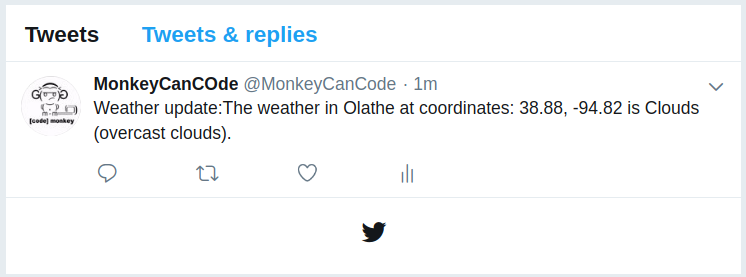 Tweets Tweets & replies
MonkeyCanCOde @MonkeyCanCode · 1m
Weather update:The weather in Olathe at coordinates: 38.88, -94.82 is Clouds
(overcast clouds).
[code] monkey